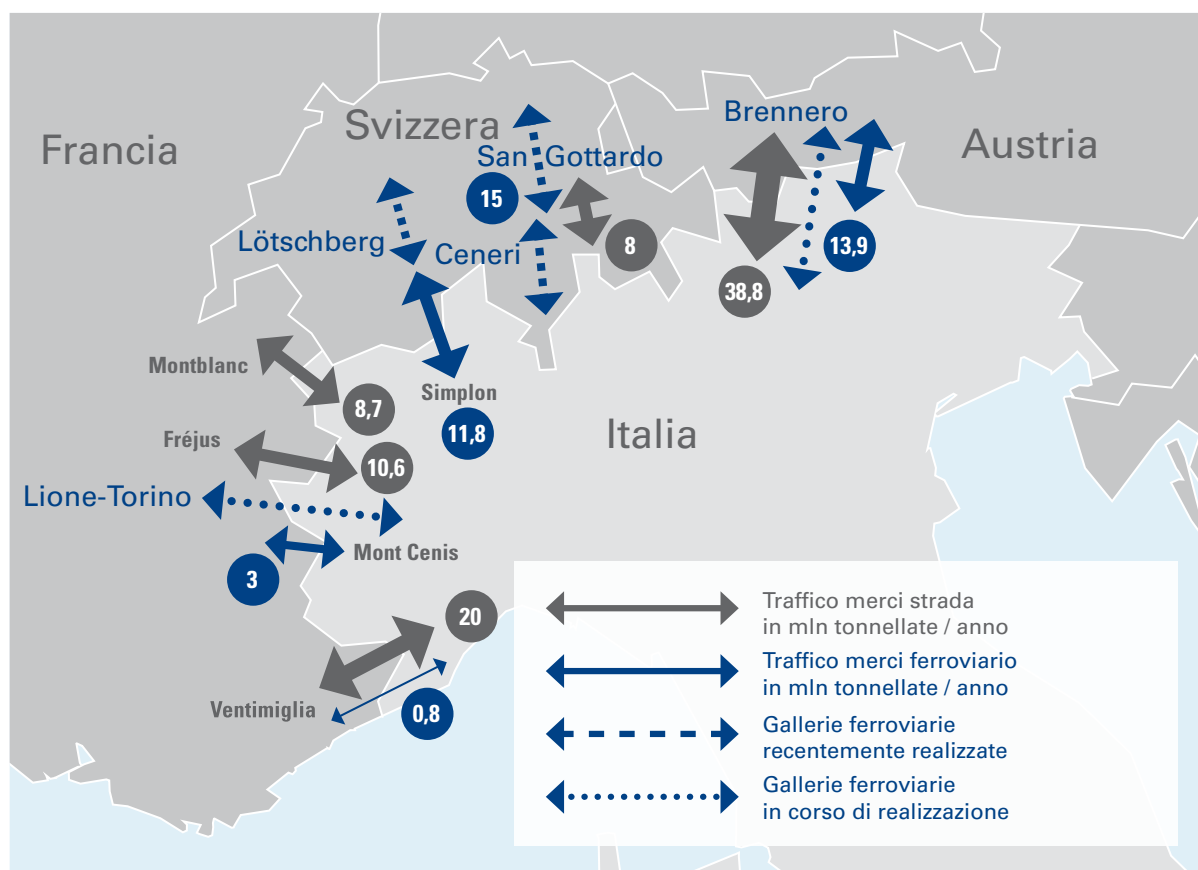 Francia
Svizzera
Austria
Brennero
San Gottardo
15
8
13,9
38,8
Lötschberg
Ceneri
Montblanc
8,7
Simplon
11,8
Italia
Fréjus
10,6
Lione-Torino
Mont Cenis
3
20
Ventimiglia
0,8
Traffico merci strada
in mln tonnellate / anno
Traffico merci ferroviario
in mln tonnellate / anno
Gallerie ferroviarie
recentemente realizzate
Gallerie ferroviarie
in corso di realizzazione